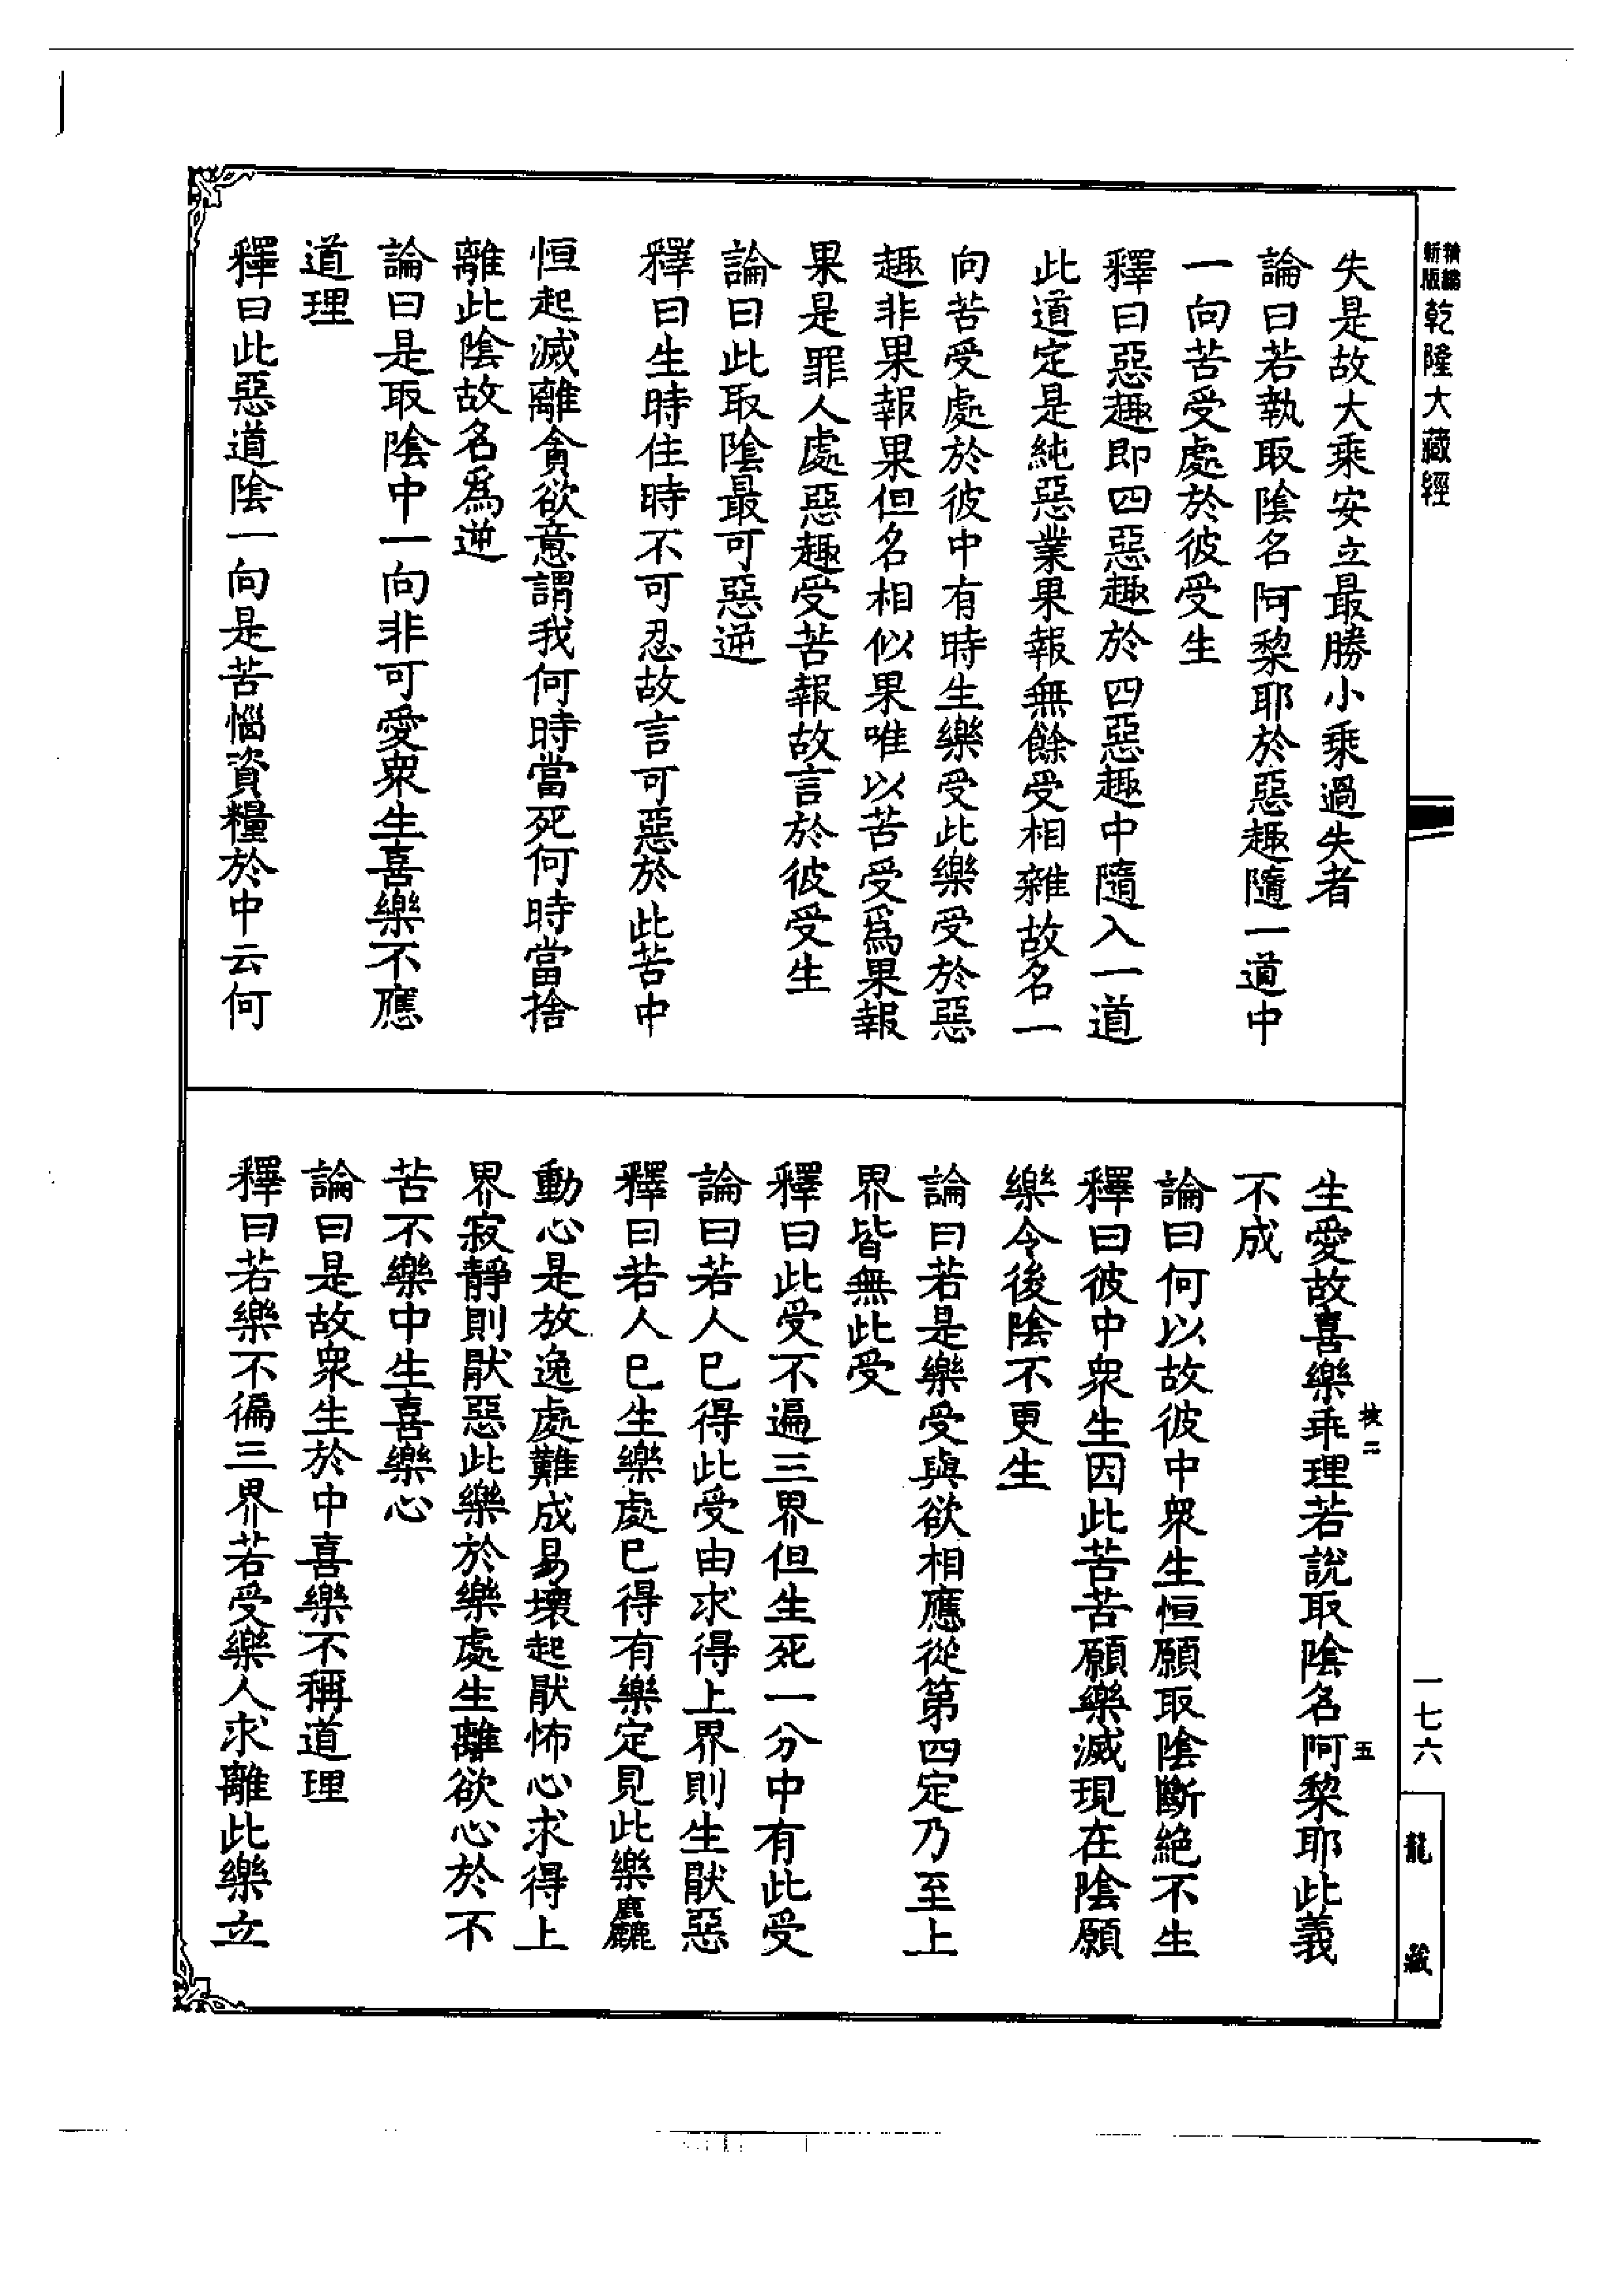 新版
精編
乾隆大藏經
失是故大乘安立最勝小乘過失者
論曰若執取陰名阿黎耶於惡趣隨一道中
一向苦受處於彼受生
釋曰惡趣即四惡趣於四惡趣中隨入一道
此道定是純惡業果報無餘受相雜故名一
向苦受處於彼中有時生樂受此樂受於惡
趣非果報果但名相似果唯以苦受爲果報
果是罪人處惡趣受苦報故言於彼受生
論曰此取陰最可惡逆
釋曰生時住時不可忍故言可惡於此苦中
恒起滅離貪欲意謂我何時當死何時當捨
離此陰故名爲逆
論曰是取陰中一向非可愛衆生喜樂不應
道理
釋曰此惡道陰一向是苦惱資糧於中云何
生愛故喜樂乖理若說取陰名阿黎耶此義
不成
論曰何以故彼中衆生恒願取陰斷絕不生
釋曰彼中衆生因此苦苦願樂滅現在陰願
樂令後陰不更生
論曰若是樂受與欲相應從第四定乃至上
界皆無此受
釋曰此受不遍三界但生死一分中有此受
論曰若人已得此受由求得上界則生厭惡
釋曰若人已生樂處已得有樂定見此樂麤
動心是放逸處難成易壞起厭怖心求得上
界寂靜則厭惡此樂於樂處生離欲心於不
苦不樂中生喜樂心
論曰是故衆生於中喜樂不稱道理
釋曰若樂不徧三界若受樂人求離此樂立
二
五
一七六
龍藏